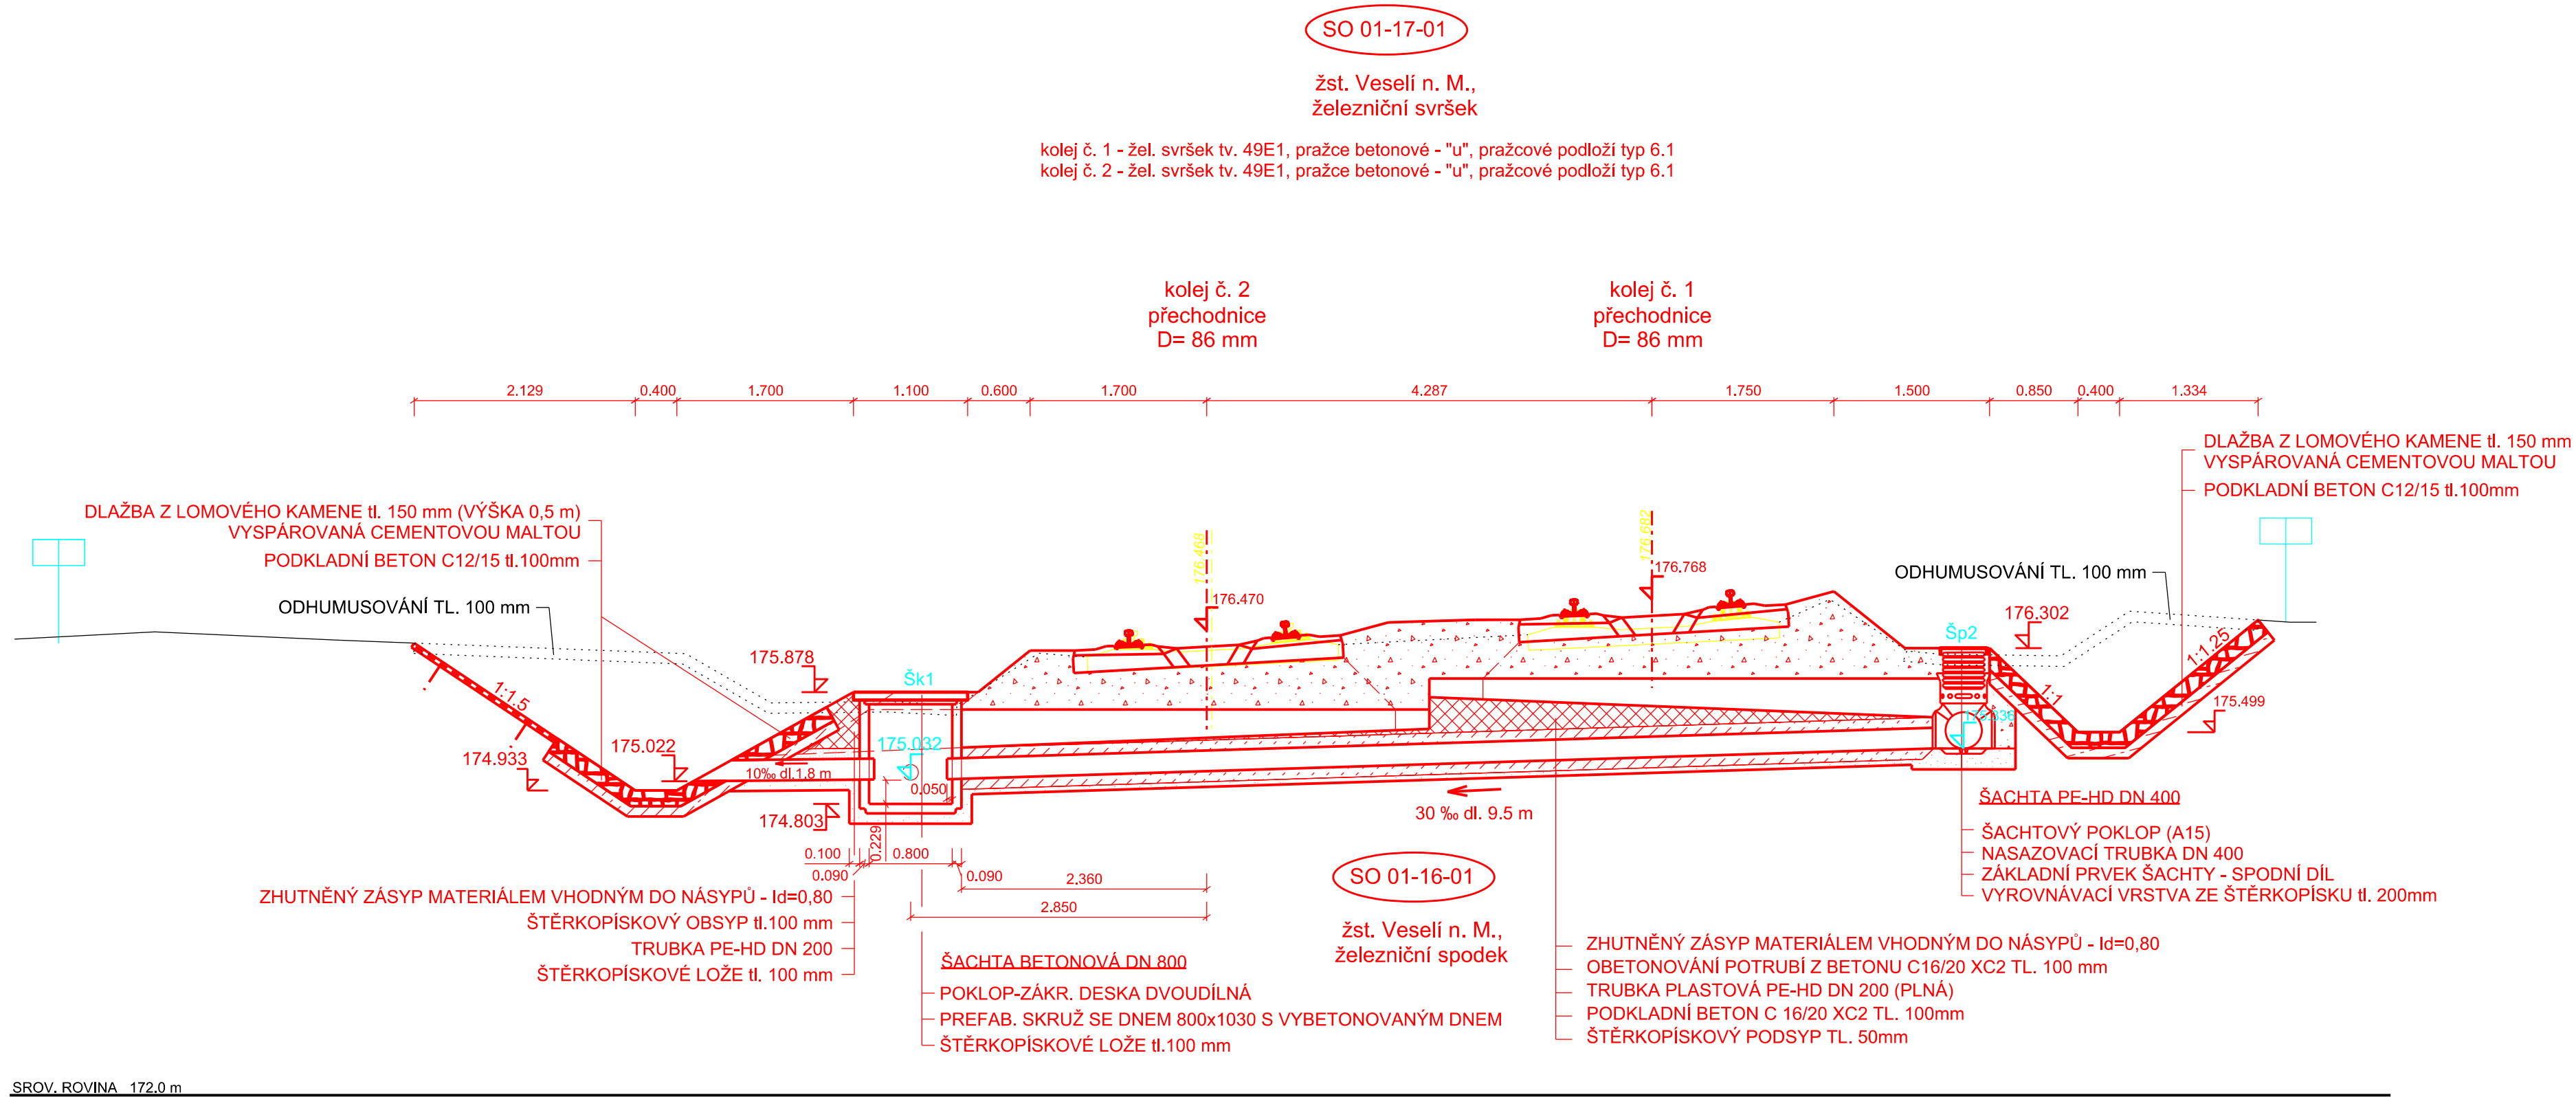 SO 01-17-01
žst. Veselí n. M.,
železniční svršek
kolej č. 1 - žel. svršek tv. 49E1, pražce betonové - "u", pražcové podloží typ 6.1
kolej č. 2 - žel. svršek tv. 49E1, pražce betonové - "u", pražcové podloží typ 6.1
kolej č. 2
přechodnice
D= 86 mm
kolej č. 1
přechodnice
D= 86 mm
2.129 0.400 1.700 1.100 0.600 1.700 4.287 1.750 1.500 0.850 0.400 1.334
DLAŽBA Z LOMOVÉHO KAMENE tl. 150 mm
VYSPÁROVANÁ CEMENTOVOU MALTOU
PODKLADNÍ BETON C12/15 tl.100mm
DLAŽBA Z LOMOVÉHO KAMENE tl. 150 mm (VÝŠKA 0,5 m)
VYSPÁROVANÁ CEMENTOVOU MALTOU
PODKLADNÍ BETON C12/15 tl.100mm
ODHUMUSOVÁNÍ TL. 100 mm
176.468
176.470
176.682
176.768
ODHUMUSOVÁNÍ TL. 100 mm
176.302
Šp2
1:1.25
1:1
175.499
175.336
175.878
Šk1
1:1.5
174.933
175.022
175.032
10‰ dl.1.8 m
0.050
174.803
0.229
30 ‰ dl. 9.5 m
0.100
0.800
0.090
0.090
2.360
2.850
ŠACHTA PE-HD DN 400
ŠACHTOVÝ POKLOP (A15)
NASAZOVACÍ TRUBKA DN 400
ZÁKLADNÍ PRVEK ŠACHTY - SPODNÍ DÍL
VYROVNÁVACÍ VRSTVA ZE ŠTĚRKOPÍSKU tl. 200mm
SO 01-16-01
žst. Veselí n. M.,
železniční spodek
ZHUTNĚNÝ ZÁSYP MATERIÁLEM VHODNÝM DO NÁSYPŮ - Id=0,80
ŠTĚRKOPÍSKOVÝ OBSYP tl.100 mm
TRUBKA PE-HD DN 200
ŠTĚRKOPÍSKOVÉ LOŽE tl. 100 mm
ŠACHTA BETONOVÁ DN 800
POKLOP-ZÁKR. DESKA DVOUDÍLNÁ
PREFAB. SKRUŽ SE DNEM 800x1030 S VYBETONOVANÝM DNEM
ŠTĚRKOPÍSKOVÉ LOŽE tl.100 mm
ZHUTNĚNÝ ZÁSYP MATERIÁLEM VHODNÝM DO NÁSYPŮ - Id=0,80
OBETONOVÁNÍ POTRUBÍ Z BETONU C16/20 XC2 TL. 100 mm
TRUBKA PLASTOVÁ PE-HD DN 200 (PLNÁ)
PODKLADNÍ BETON C 16/20 XC2 TL. 100mm
ŠTĚRKOPÍSKOVÝ PODSYP TL. 50mm
SROV. ROVINA 172.0 m